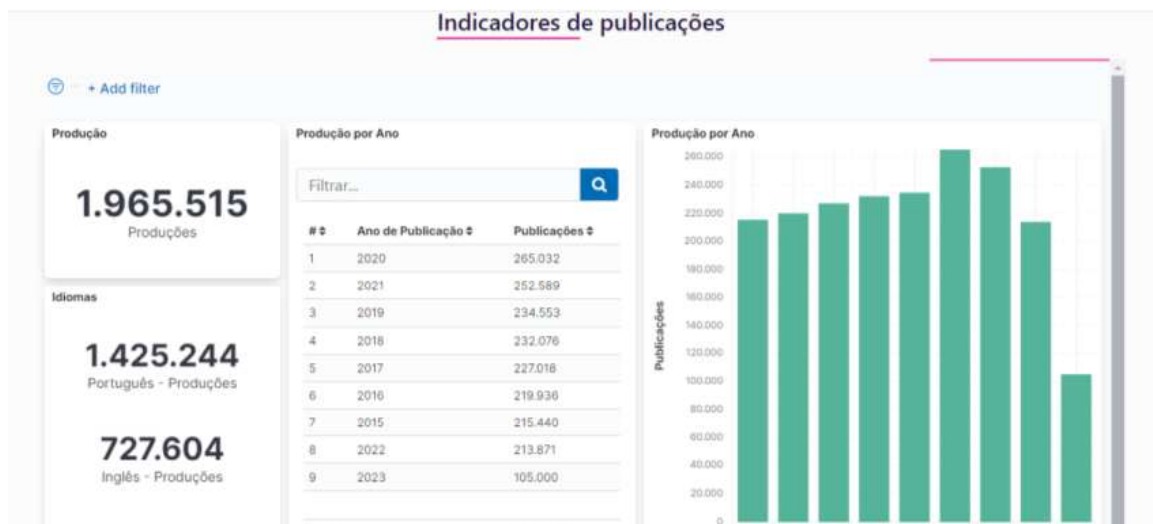 Indicadores de publicações
+ Add filter
Produção
1.965.515
Produções
Idiomas
1.425.244
Português - Produções
727.604
Inglês - Produções
Produção por Ano
Filtrar...
# Ano de Publicação Publicações
1 2020 265.032
2 2021 252.589
3 2019 234.553
4 2018 232.076
5 2017 227.018
6 2016 219.936
7 2015 215.440
8 2022 213.871
9 2023 105.000
Produção por Ano
Publicações
260.000
240.000
220.000
200.000
180.000
160.000
140.000
120.000
100.000
80.000
60.000
40.000
20.000
0